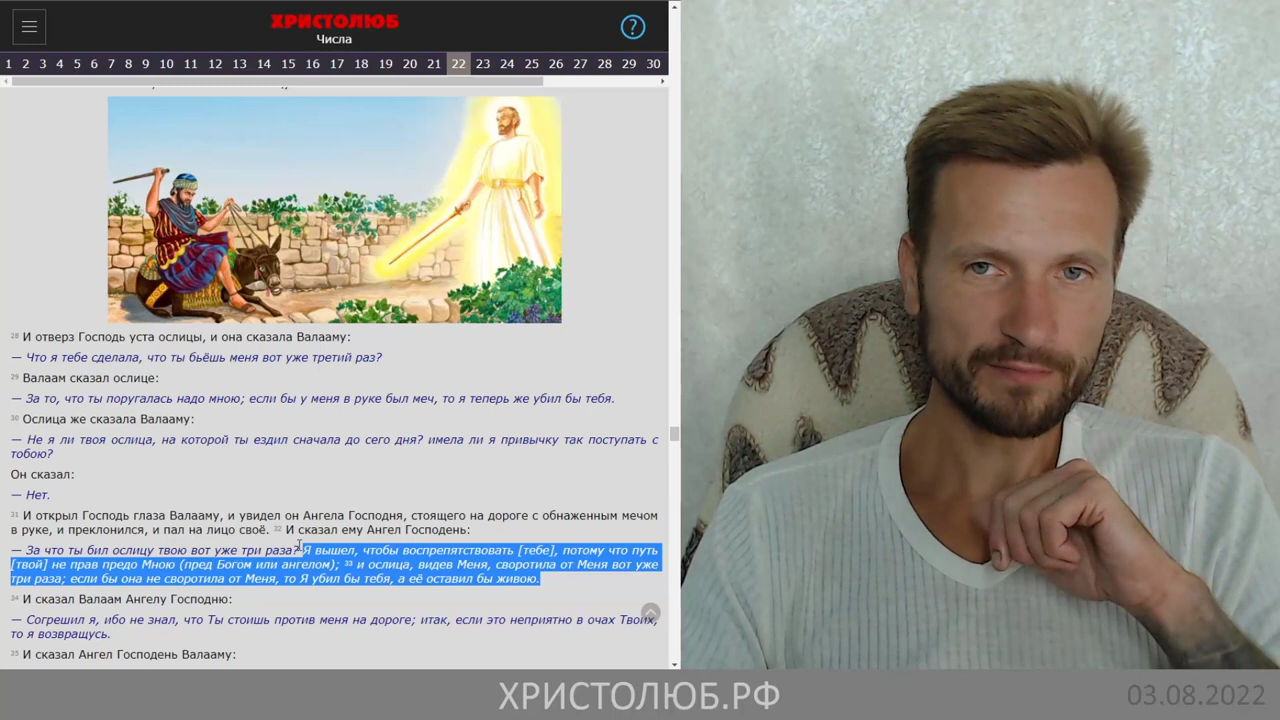 ХРИСТОЛЮБ
Числа
1 2 3 4 5 6 7 8 9 10 11 12 13 14 15 16 17 18 19 20 21 22 23 24 25 26 27 28 29 30
28 И отверз Господь уста ослицы, и она сказала Валааму:
— Что я тебе сделала, что ты бьёшь меня вот уже третий раз?
29 Валаам сказал ослице:
— За то, что ты поругалась надо мною; если бы у меня в руке был меч, то я теперь же убил бы тебя.
30 Ослица же сказала Валааму:
— Не я ли твоя ослица, на которой ты ездил сначала до сего дня? имела ли я привычку так поступать с
тобою?
Он сказал:
— Нет.
31 И открыл Господь глаза Валааму, и увидел он Ангела Господня, стоящего на дороге с обнаженным мечом
в руке, и преклонился, и пал на лицо своё. 32 И сказал ему Ангел Господень:
— За что ты бил ослицу твою вот уже три раза? Я вышел, чтобы воспрепятствовать [тебе], потому что путь
[твой] не прав предо Мною (пред Богом или ангелом); 33 и ослица, видев Меня, своротила от Меня вот уже
три раза; если бы она не своротила от Меня, то Я убил бы тебя, а её оставил бы живою.
34 И сказал Валаам Ангелу Господню:
— Согрешил я, ибо не знал, что Ты стоишь против меня на дороге; итак, если это неприятно в очах Твоих,
то я возвращусь.
35 И сказал Ангел Господень Валааму:
ХРИСТОЛЮБ.РФ
03.08.2022